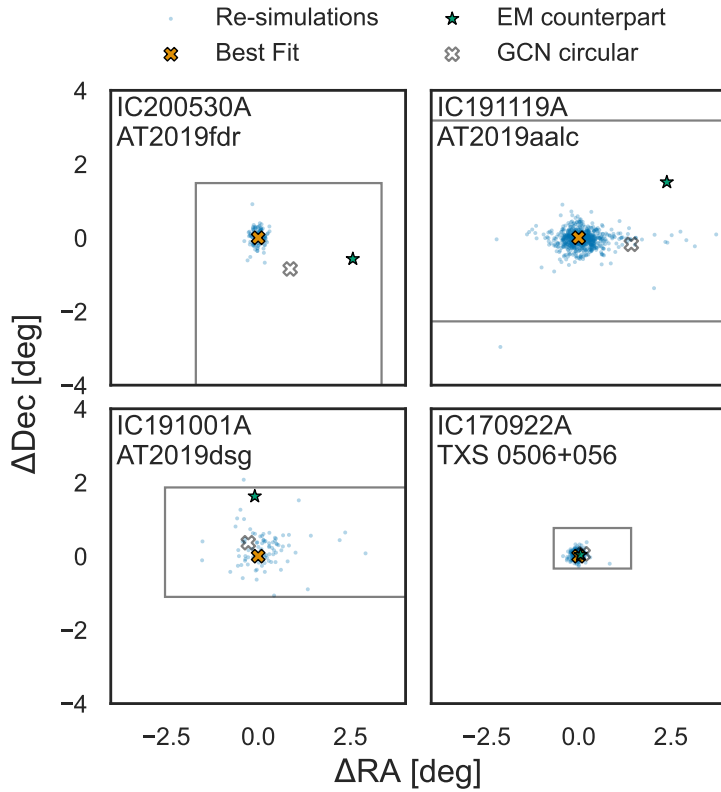 Re-simulations
EM counterpart
Best Fit
GCN circular
4
2
0
−2
−4
IC200530A
AT2019fdr
IC191119A
AT2019aalc
4
2
0
−2
−4
IC191001A
AT2019dsg
IC170922A
TXS 0506+056
−2.5
0.0
2.5
−2.5
0.0
2.5
ΔDec [deg]
ΔRA [deg]